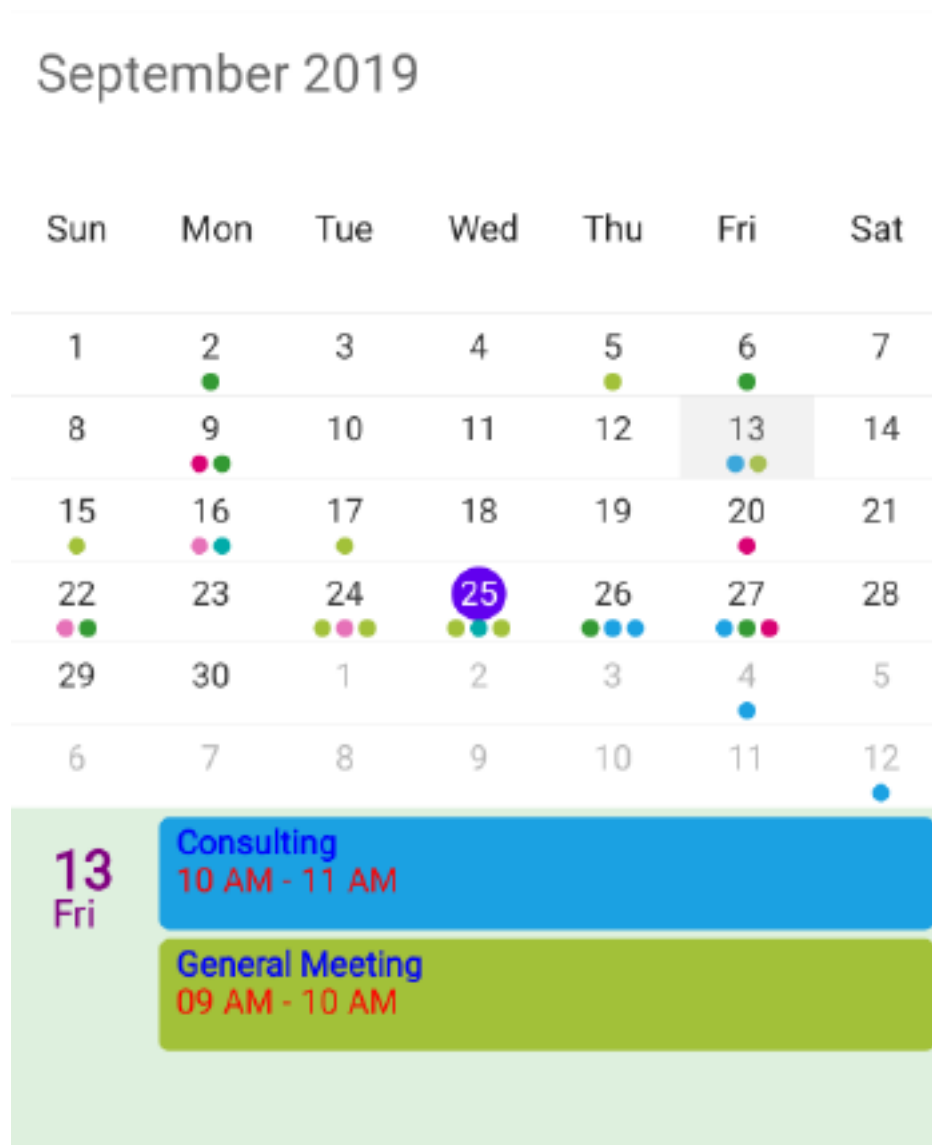 September 2019
Sun Mon Tue Wed Thu Fri Sat
1 2 3 4 5 6 7
8 9 10 11 12 13 14
15 16 17 18 19 20 21
22 23 24 25 26 27 28
29 30 1 2 3 4 5
6 7 8 9 10 11 12
13
Fri
Consulting
10 AM - 11 AM
General Meeting
09 AM - 10 AM